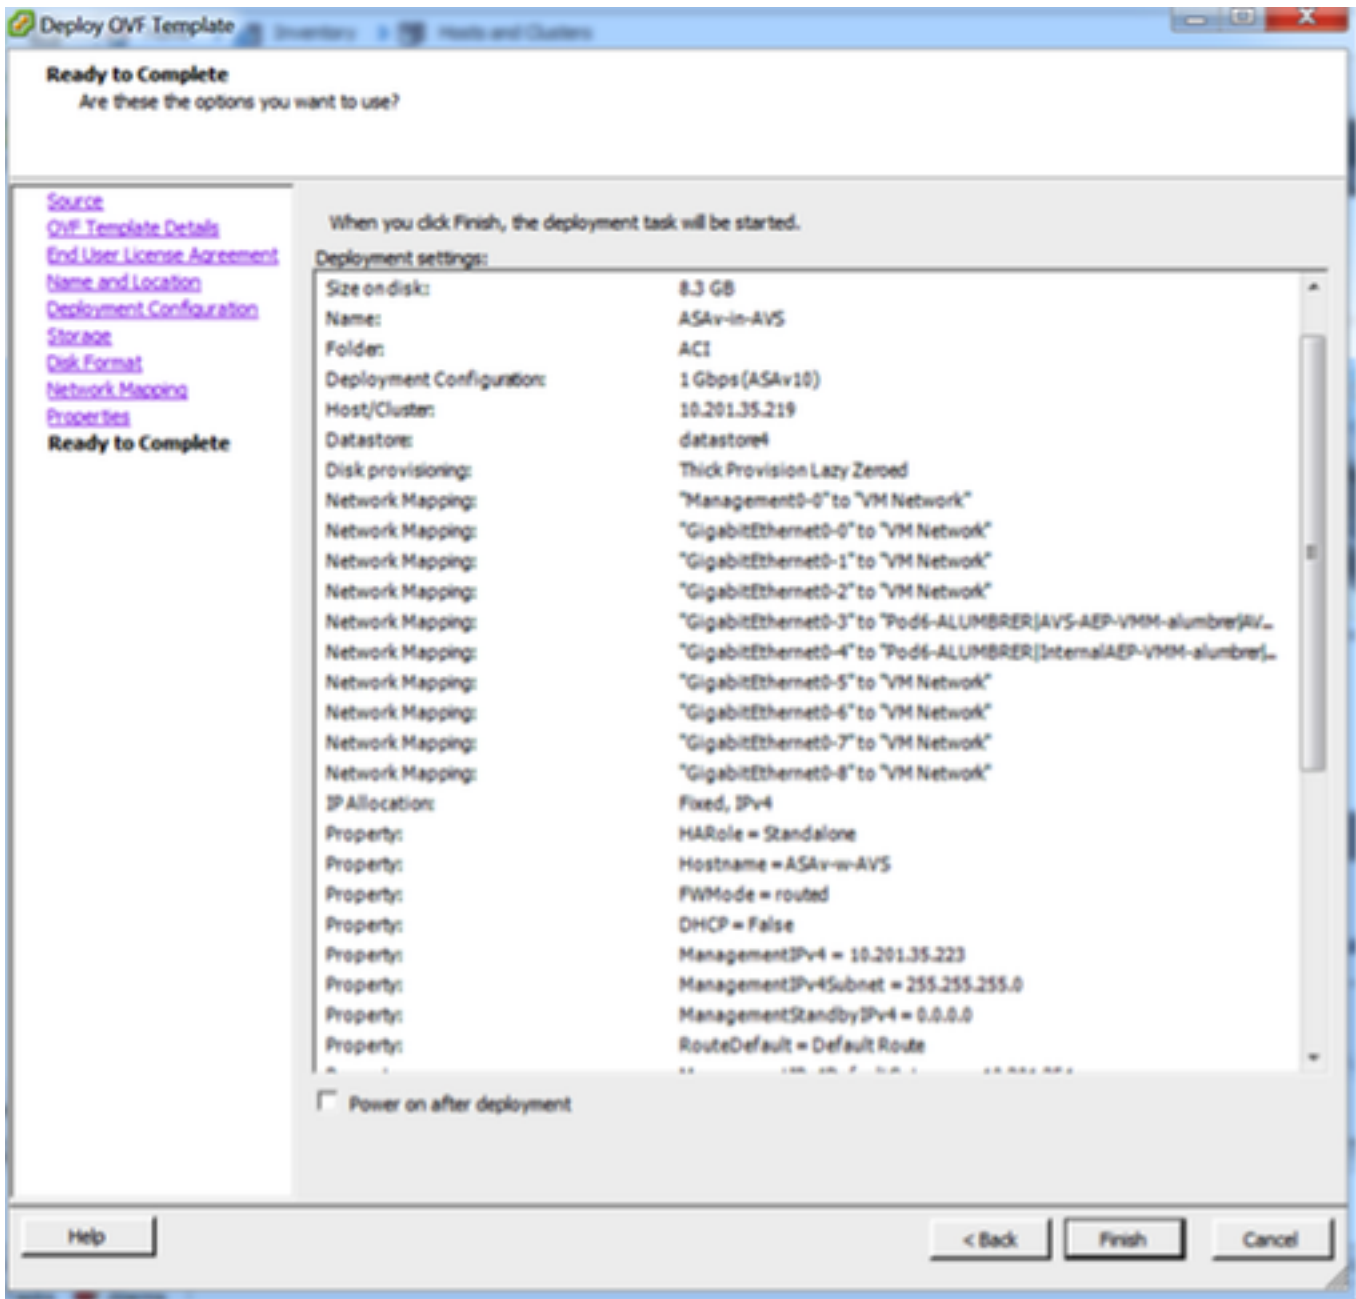 Deploy OVF Template
Inventory Hosts and Clusters
Ready to Complete
Are these the options you want to use?
Source
OVF Template Details
End User License Agreement
Name and Location
Deployment Configuration
Storage
Disk Format
Network Mapping
Properties
Ready to Complete
When you click Finish, the deployment task will be started.
Deployment settings:
Size on disk: 8.3 GB
Name: ASAv-in-AVS
Folder: ACI
Deployment Configuration: 1 Gbps (ASAv10)
Host/Cluster: 10.201.35.219
Datastore: datastore4
Disk provisioning: Thick Provision Lazy Zeroed
Network Mapping: "Management0-0" to "VM Network"
Network Mapping: "GigabitEthernet0-0" to "VM Network"
Network Mapping: "GigabitEthernet0-1" to "VM Network"
Network Mapping: "GigabitEthernet0-2" to "VM Network"
Network Mapping: "GigabitEthernet0-3" to "Pod6-ALUMBRER|AVS-AEP-VMM-alumbrer|AV...
Network Mapping: "GigabitEthernet0-4" to "Pod6-ALUMBRER|InternalAEP-VMM-alumbrer|...
Network Mapping: "GigabitEthernet0-5" to "VM Network"
Network Mapping: "GigabitEthernet0-6" to "VM Network"
Network Mapping: "GigabitEthernet0-7" to "VM Network"
Network Mapping: "GigabitEthernet0-8" to "VM Network"
IP Allocation: Fixed, IPv4
Property: HARole = Standalone
Property: Hostname = ASAv-w-AVS
Property: FWMode = routed
Property: DHCP = False
Property: ManagementIPv4 = 10.201.35.223
Property: ManagementIPv4Subnet = 255.255.255.0
Property: ManagementStandbyIPv4 = 0.0.0.0
Property: RouteDefault = Default Route
Power on after deployment
Help
< Back
Finish
Cancel